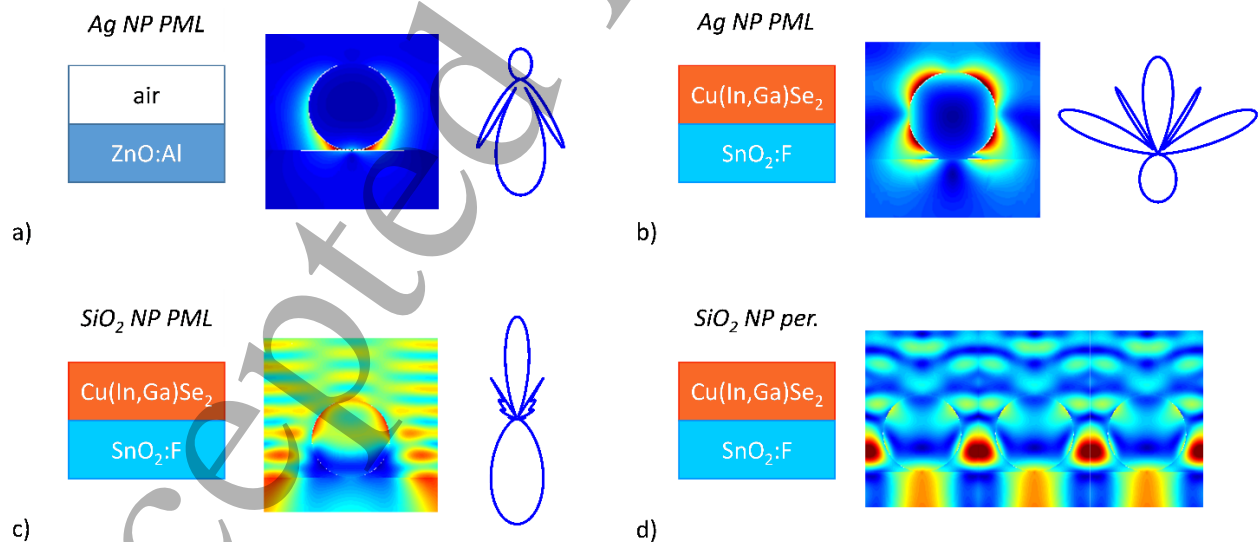 Ag NP PML
air
ZnO:Al
a)
Ag NP PML
Cu(In,Ga)Se₂
SnO₂:F
b)
SiO₂ NP PML
Cu(In,Ga)Se₂
SnO₂:F
c)
SiO₂ NP per.
Cu(In,Ga)Se₂
SnO₂:F
d)